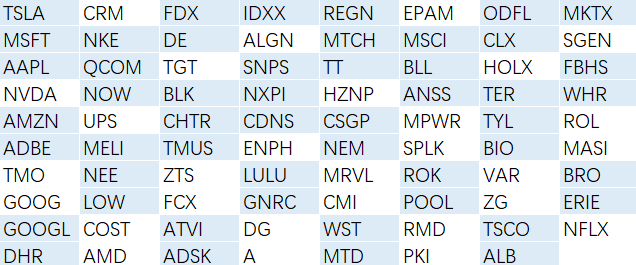 TSLA CRM FDX IDXX REGN EPAM ODFL MKTX
MSFT NKE DE ALGN MTCH MSCI CLX SGEN
AAPL QCOM TGT SNPS TT BLL HOLX FBHS
NVDA NOW BLK NXPI HZNP ANSS TER WHR
AMZN UPS CHTR CDNS CSGP MPWR TYL ROL
ADBE MELI TMUS ENPH NEM SPLK BIO MASI
TMO NEE ZTS LULU MRVL ROK VAR BRO
GOOG LOW FCX GNRC CMI POOL ZG ERIE
GOOGL COST ATVI DG WST RMD TSCO NFLX
DHR AMD ADSK A MTD PKI ALB